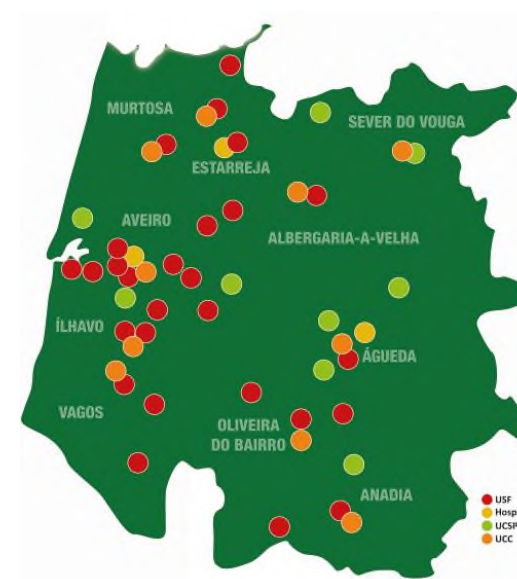 MURTOSA
SEVER DO VOUGA
ESTARREJA
AVEIRO
ALBERGARIA-A-VELHA
ÍLHAVO
ÁGUEDA
VAGOS
OLIVEIRA
DO BAIRRO
ANADIA
USF
Hosp
UCSP
UCC